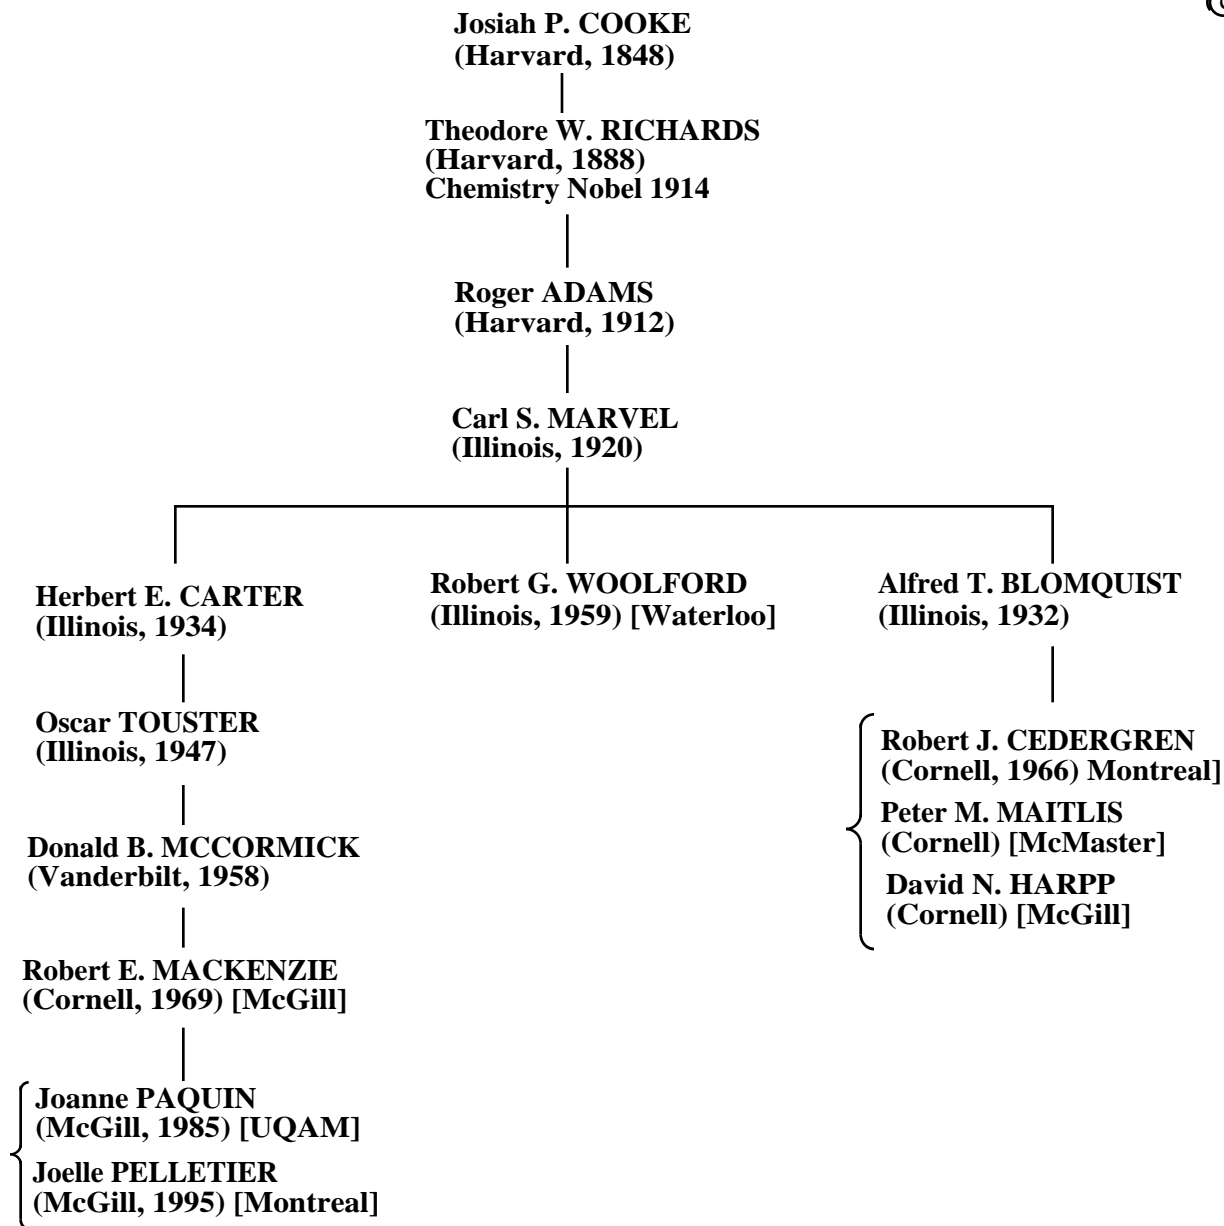 Josiah P. COOKE
(Harvard, 1848)
Theodore W. RICHARDS
(Harvard, 1888)
Chemistry Nobel 1914
Roger ADAMS
(Harvard, 1912)
Carl S. MARVEL
(Illinois, 1920)
Herbert E. CARTER
(Illinois, 1934)
Oscar TOUSTER
(Illinois, 1947)
Donald B. MCCORMICK
(Vanderbilt, 1958)
Robert E. MACKENZIE
(Cornell, 1969) [McGill]
Joanne PAQUIN
(McGill, 1985) [UQAM]
Joelle PELLETIER
(McGill, 1995) [Montreal]
Robert G. WOOLFORD
(Illinois, 1959) [Waterloo]
Alfred T. BLOMQUIST
(Illinois, 1932)
Robert J. CEDERGREN
(Cornell, 1966) Montreal]
Peter M. MAITLIS
(Cornell) [McMaster]
David N. HARPP
(Cornell) [McGill]